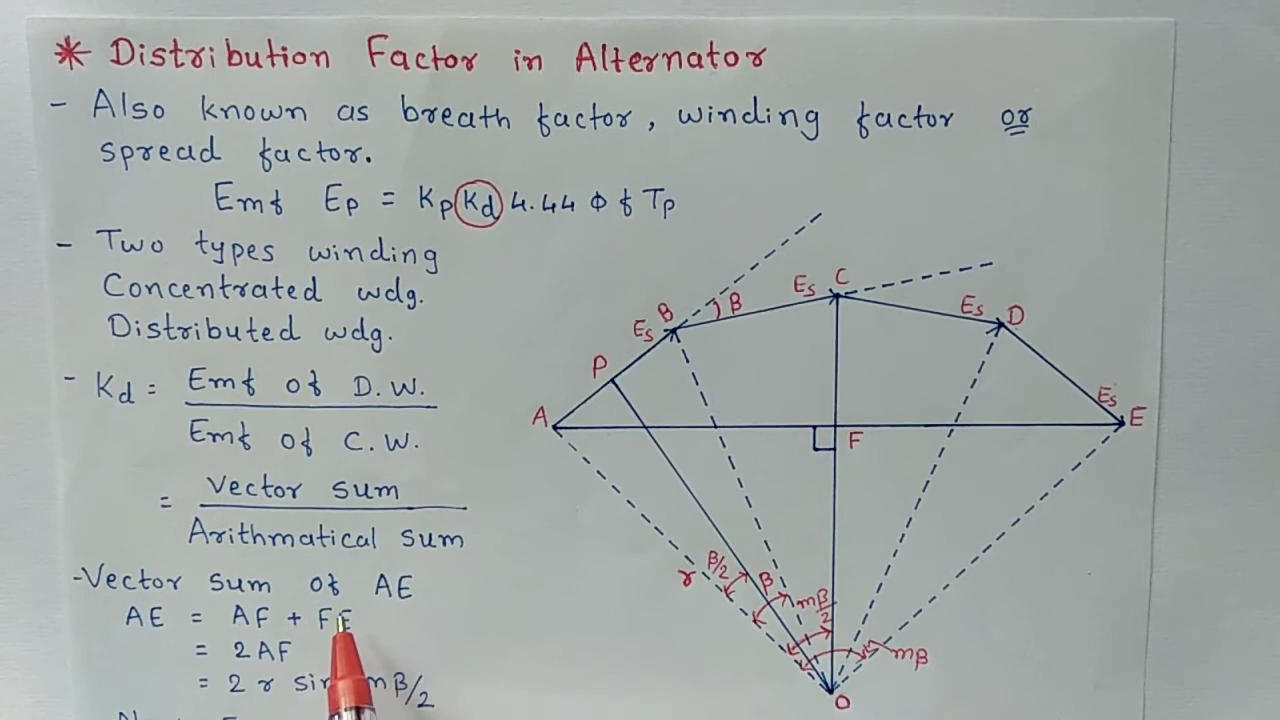 * Distribution Factor in Alternator
- Also known as breath factor, winding factor or
spread factor.
Emf Ep = Kp Kd 4.44 Φ f Tp
- Two types winding
Concentrated wdg.
Distributed wdg.
- Kd = Emf of D.W.
Emf of C.W.
= Vector sum
Arithmatical sum
- Vector sum of AE
AE = AF + FE
= 2AF
= 2 r sin mβ/2
A
P
Es B
β
Es C
Es D
Es E
F
r
β/2
β
mβ/2
mβ
O